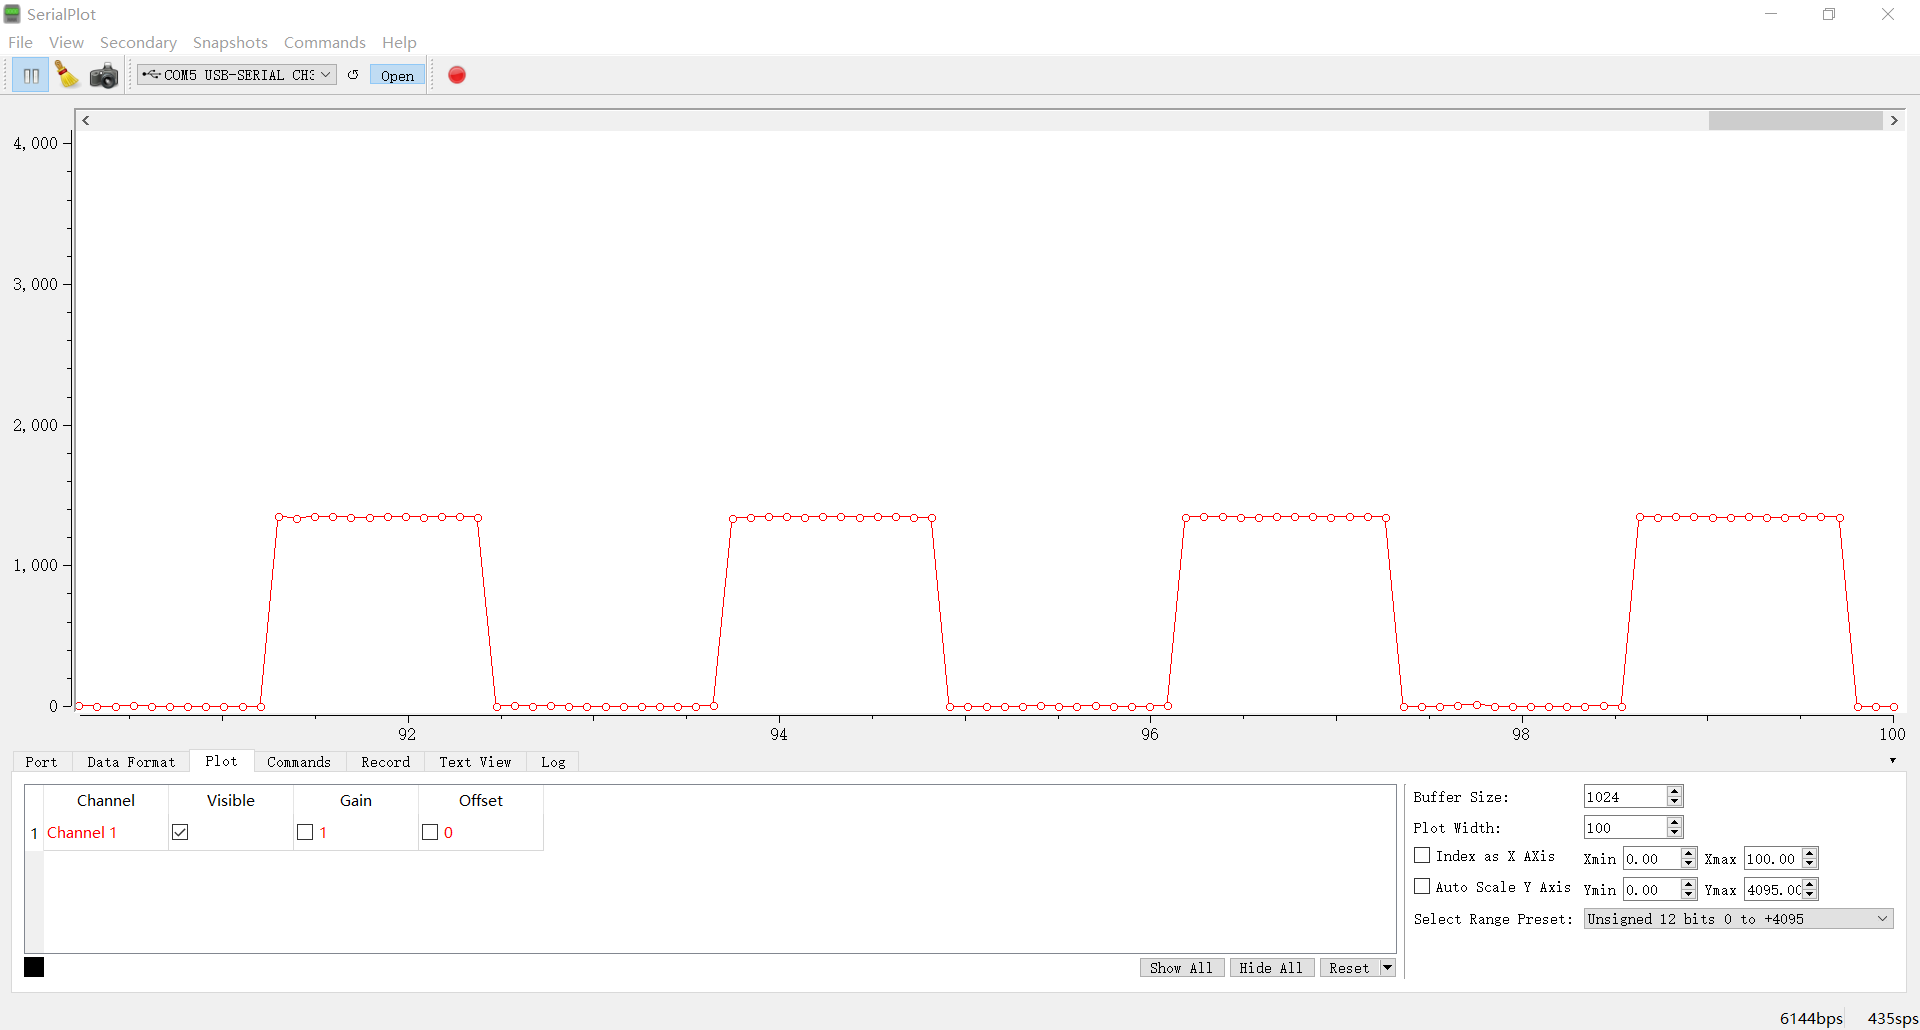 SerialPlot
File View Secondary Snapshots Commands Help
COM5 USB-SERIAL CH3 Open
4,000
3,000
2,000
1,000
0
92 94 96 98 100
Port Data Format Plot Commands Record Text View Log
Channel Visible Gain Offset
1 Channel 1 1 0
Buffer Size: 1024
Plot Width: 100
Index as X AXis Xmin 0.00 Xmax 100.00
Auto Scale Y Axis Ymin 0.00 Ymax 4095.00
Select Range Preset: Unsigned 12 bits 0 to +4095
Show All Hide All Reset
6144bps 435sps